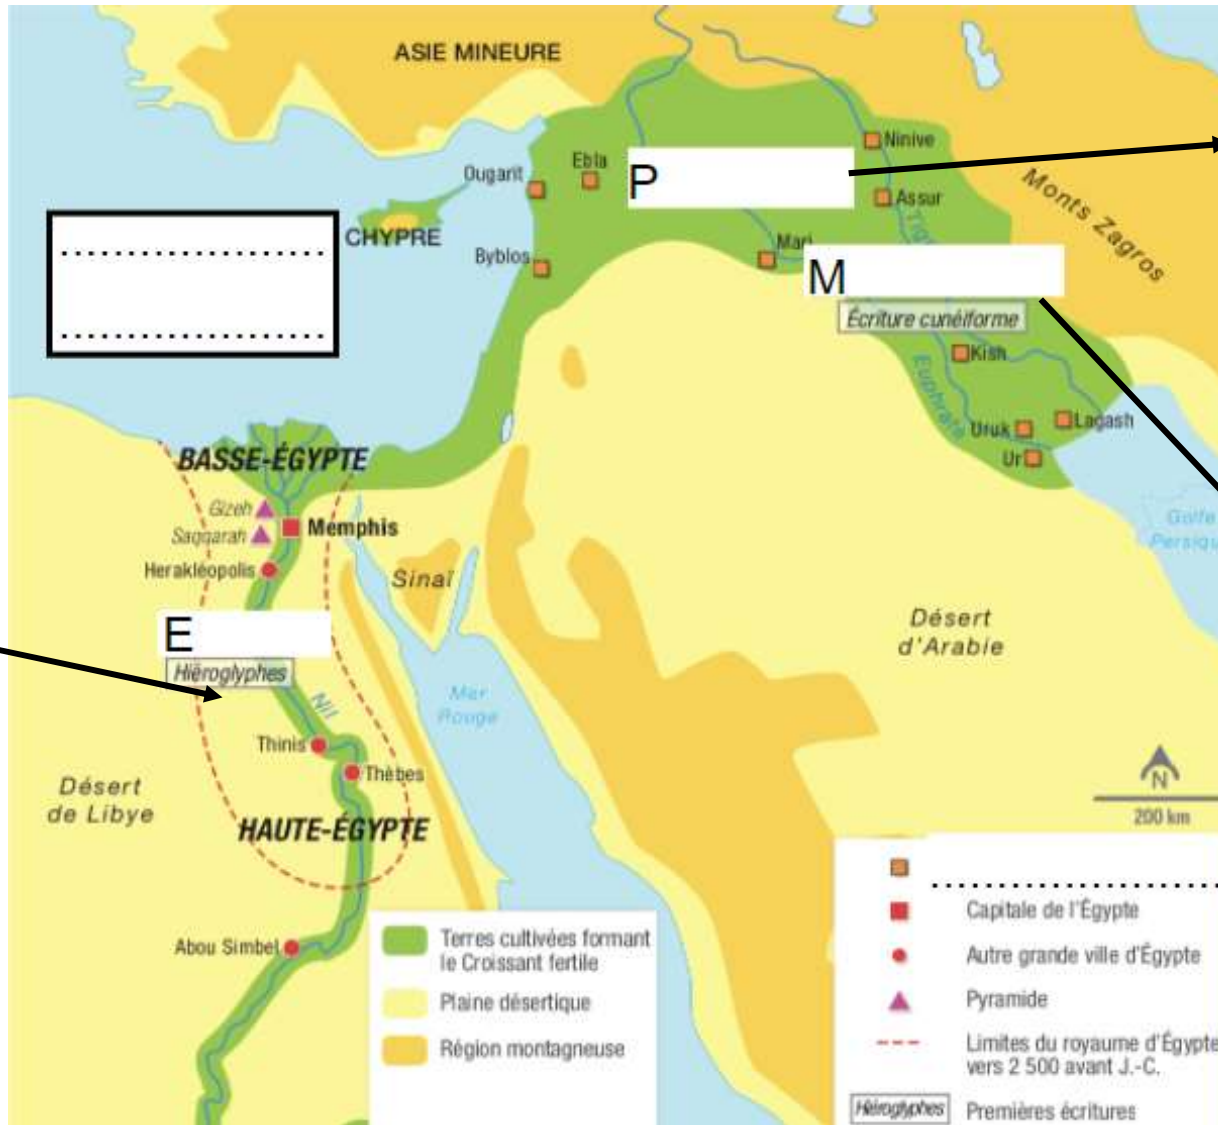 ASIE MINEURE
Ninive
Ebla
Ougarit
P
Assur
Monts Zagros
CHYPRE
Tigr
Mari
Byblos
M
Écriture cunéiforme
Kish
Euphrate
Lagash
Uruk
Ur
BASSE-ÉGYPTE
Gizeh
Memphis
Saqqarah
Golfe
Persiqu
Herakléopolis
Sinaï
E
Désert
d'Arabie
Hiéroglyphes
Nil
Mer
Rouge
Thinis
Thèbes
Désert
de Libye
N
200 km
HAUTE-ÉGYPTE
Abou Simbel
Terres cultivées formant
le Croissant fertile
Plaine désertique
Région montagneuse
Capitale de l'Égypte
Autre grande ville d'Égypte
Pyramide
Limites du royaume d'Égypte
vers 2 500 avant J.-C.
Hiéroglyphes Premières écritures